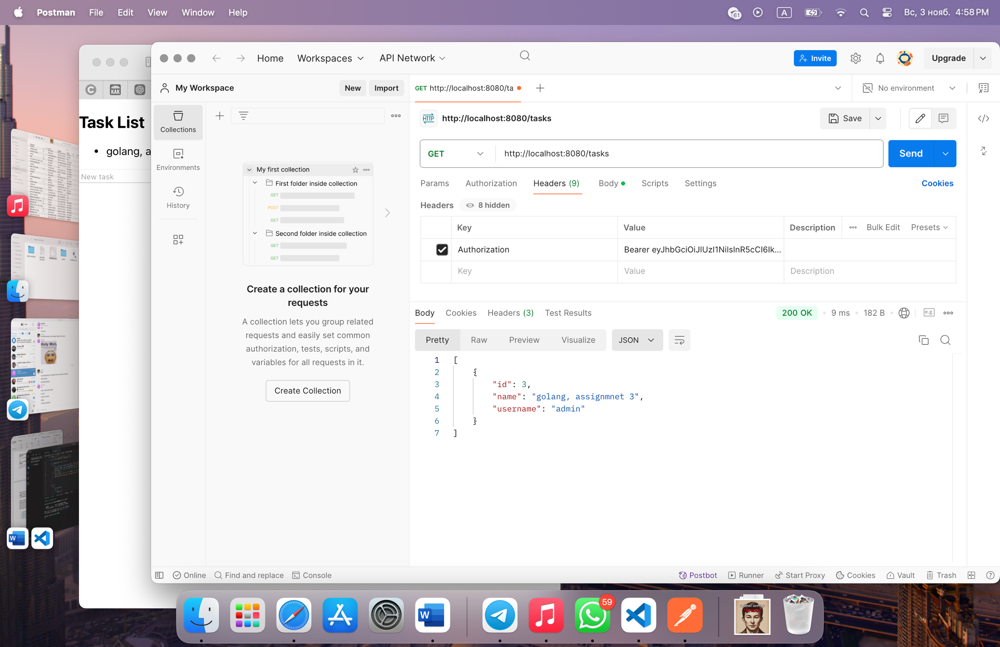 Postman File Edit View Window Help
61 A Вс, 3 нояб. 4:58 PM
Home Workspaces API Network Invite Upgrade
My Workspace New Import GET http://localhost:8080/ta No environment
KAK
Task List
golang, a
New task
Collections
Environments
History
My first collection
First folder inside collection
GET
POST
GET
Second folder inside collection
GET
GET
Create a collection for your
requests
A collection lets you group related
requests and easily set common
authorization, tests, scripts, and
variables for all requests in it.
Create Collection
HTTP http://localhost:8080/tasks Save
GET http://localhost:8080/tasks Send
Params Authorization Headers (9) Body Scripts Settings Cookies
Headers 8 hidden
Key Value Description Bulk Edit Presets
Authorization Bearer eyJhbGciOiJIUzI1NiIsInR5cCI6Ik...
Key Value Description
Body Cookies Headers (3) Test Results 200 OK 9 ms 182 B e.g.
Pretty Raw Preview Visualize JSON
1 [
2 {
3 "id": 3,
4 "name": "golang, assignmnet 3",
5 "username": "admin"
6 }
7 ]
Holy Moly
W
Online Find and replace Console Postbot Runner Start Proxy Cookies Vault Trash
W 59
КАЙРАТ НУРТАС
"АРМАН"